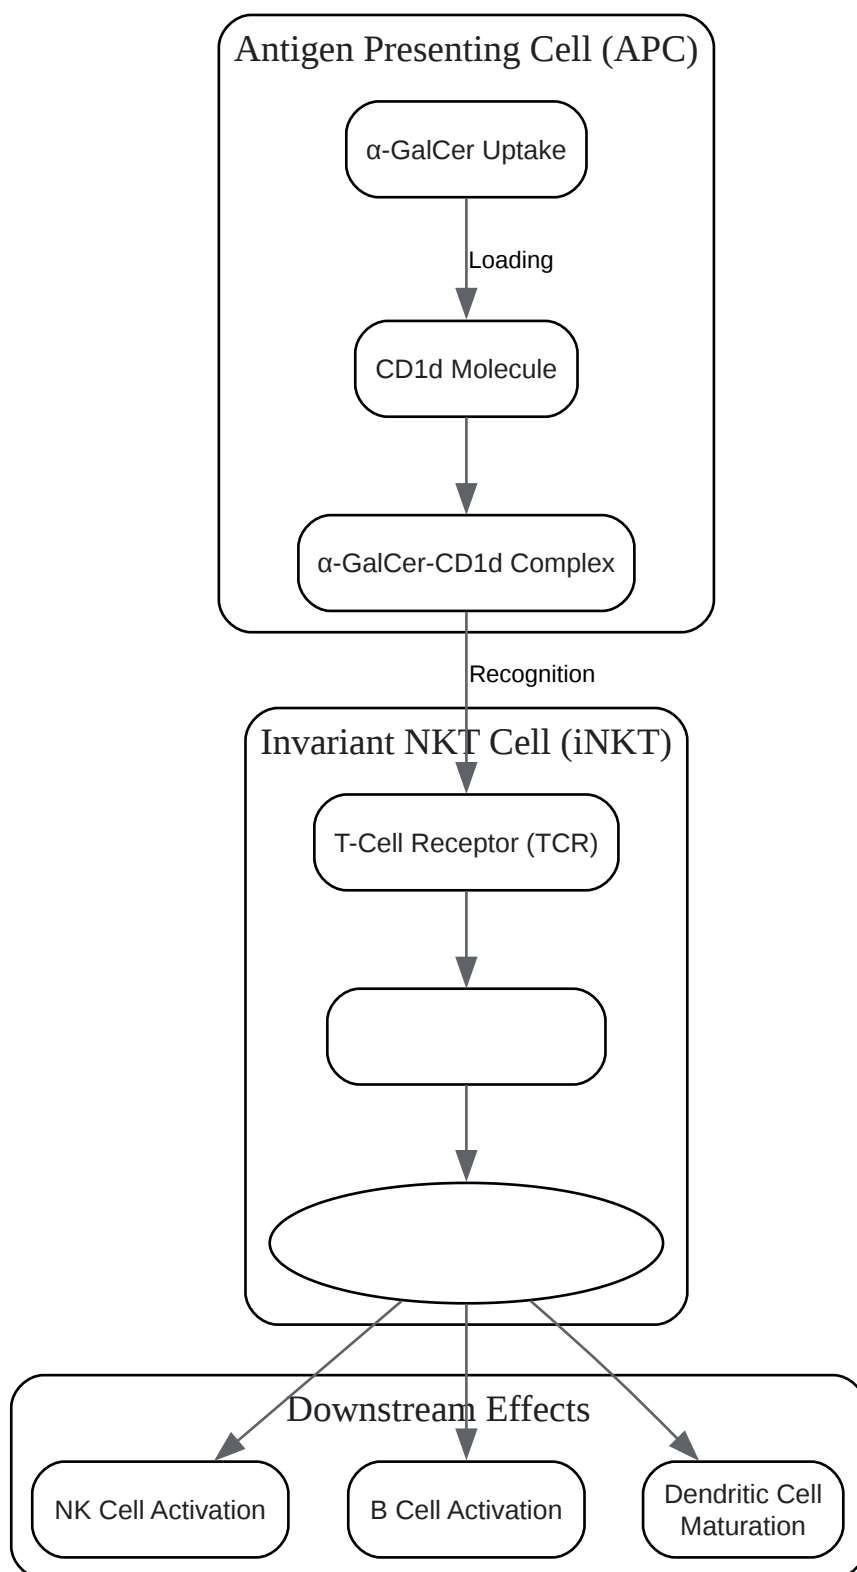 Antigen Presenting Cell (APC)
α-GalCer Uptake
Loading
CD1d Molecule
α-GalCer-CD1d Complex
Recognition
Invariant NKT Cell (iNKT)
T-Cell Receptor (TCR)
Downstream Effects
NK Cell Activation
B Cell Activation
Dendritic Cell
Maturation